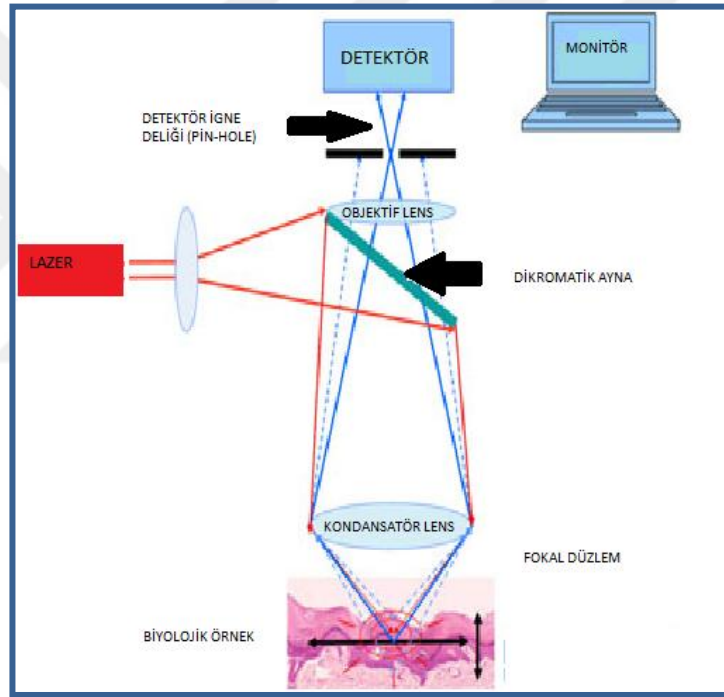 DETEKTÖR
MONİTÖR
DETEKTÖR İGNE
DELİĞİ (PİN-HOLE)
OBJEKTİF LENS
LAZER
DİKROMATİK AYNA
KONDANSATÖR LENS
FOKAL DÜZLEM
BİYOLOJİK ÖRNEK